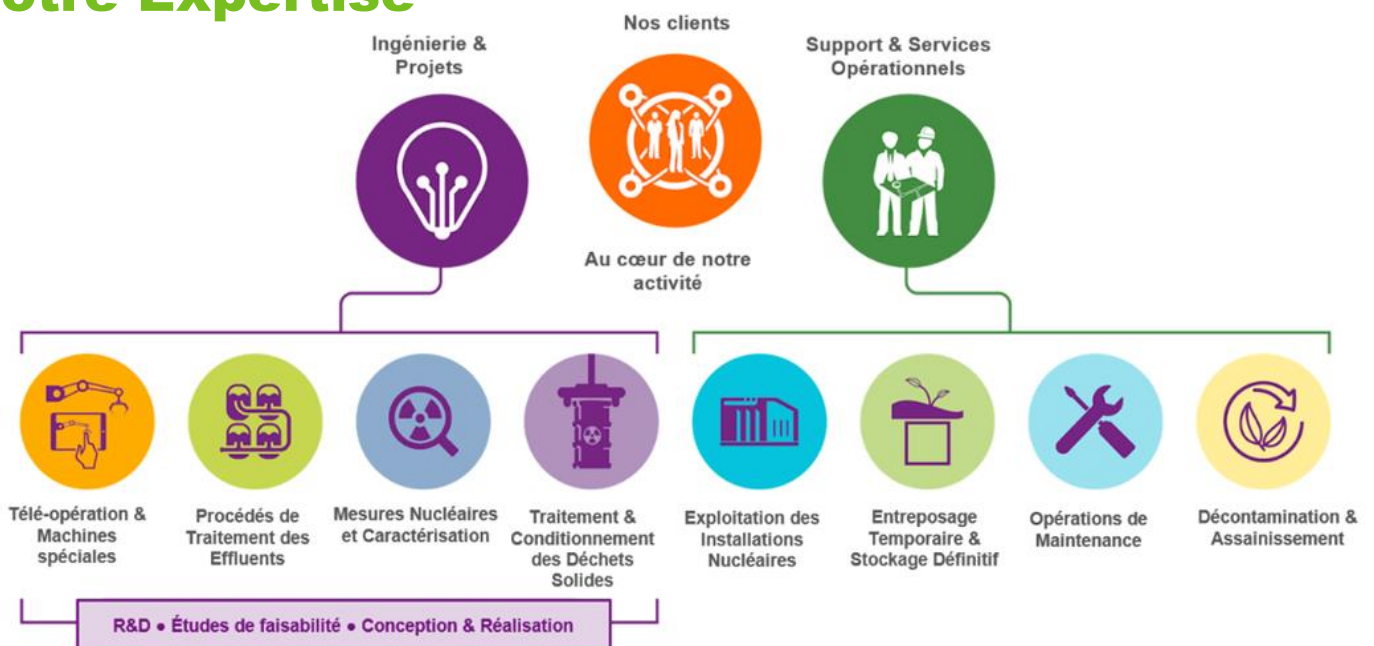 otre Expertise
Nos clients
Ingénierie &
Projets
Support & Services
Opérationnels
Au cœur de notre
activité
Télé-opération &
Machines
spéciales
Procédés de
Traitement des
Effluents
Mesures Nucléaires
et Caractérisation
Traitement &
Conditionnement
des Déchets
Solides
Exploitation des
Installations
Nucléaires
Entreposage
Temporaire &
Stockage Définitif
Opérations de
Maintenance
Décontamination &
Assainissement
R&D ● Études de faisabilité ● Conception & Réalisation